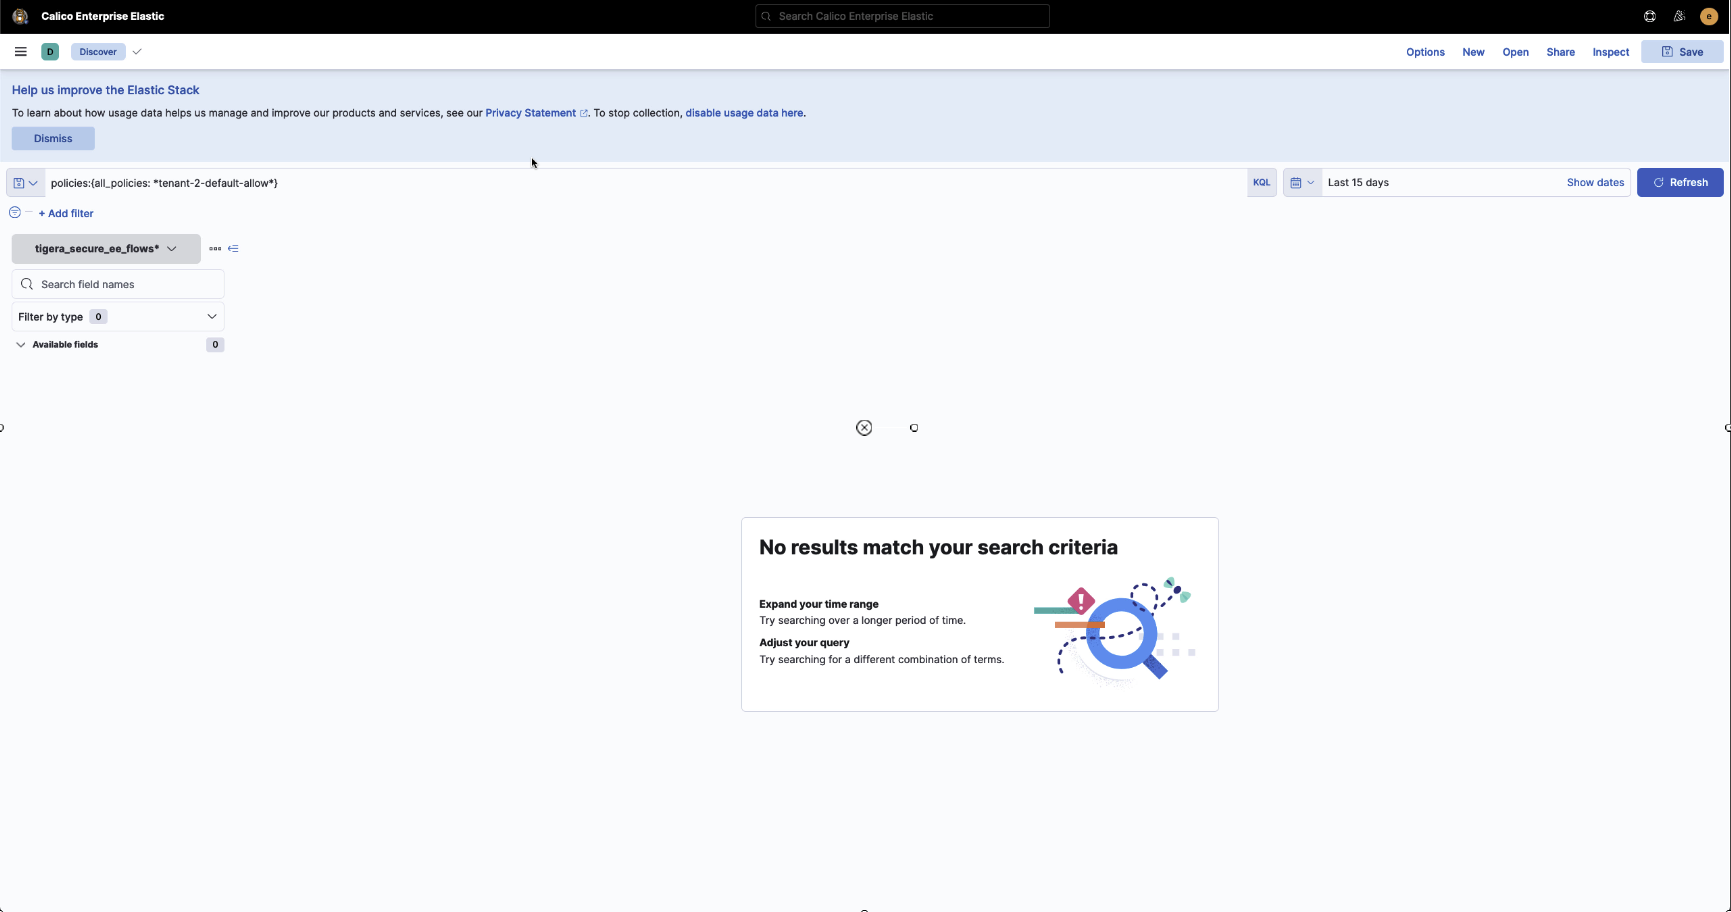 Calico Enterprise Elastic
Search Calico Enterprise Elastic
e
D
Discover
Options
New
Open
Share
Inspect
Save
Help us improve the Elastic Stack
To learn about how usage data helps us manage and improve our products and services, see our Privacy Statement. To stop collection, disable usage data here.
Dismiss
policies:{all_policies: *tenant-2-default-allow*}
KQL
Last 15 days
Show dates
Refresh
+ Add filter
tigera_secure_ee_flows*
Search field names
Filter by type 0
Available fields 0
No results match your search criteria
Expand your time range
Try searching over a longer period of time.
Adjust your query
Try searching for a different combination of terms.